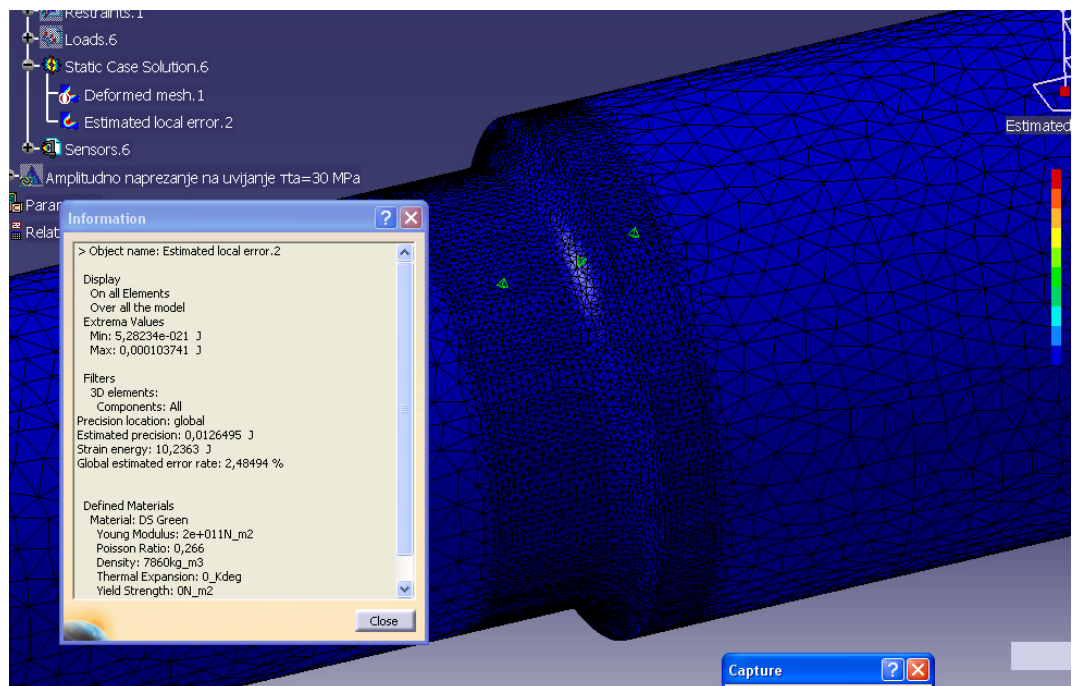 Restraints.1
Loads.6
Static Case Solution.6
Deformed mesh.1
Estimated local error.2
Sensors.6
Amplitudno naprezanje na uvijanje τta=30 MPa
Param
Relat
Estimated
Information
> Object name: Estimated local error.2
Display
On all Elements
Over all the model
Extrema Values
Min: 5,28234e-021 J
Max: 0,000103741 J
Filters
3D elements:
Components: All
Precision location: global
Estimated precision: 0,0126495 J
Strain energy: 10,2363 J
Global estimated error rate: 2,48494 %
Defined Materials
Material: DS Green
Young Modulus: 2e+011N_m2
Poisson Ratio: 0,266
Density: 7860kg_m3
Thermal Expansion: 0_Kdeg
Yield Strength: 0N_m2
Close
Capture